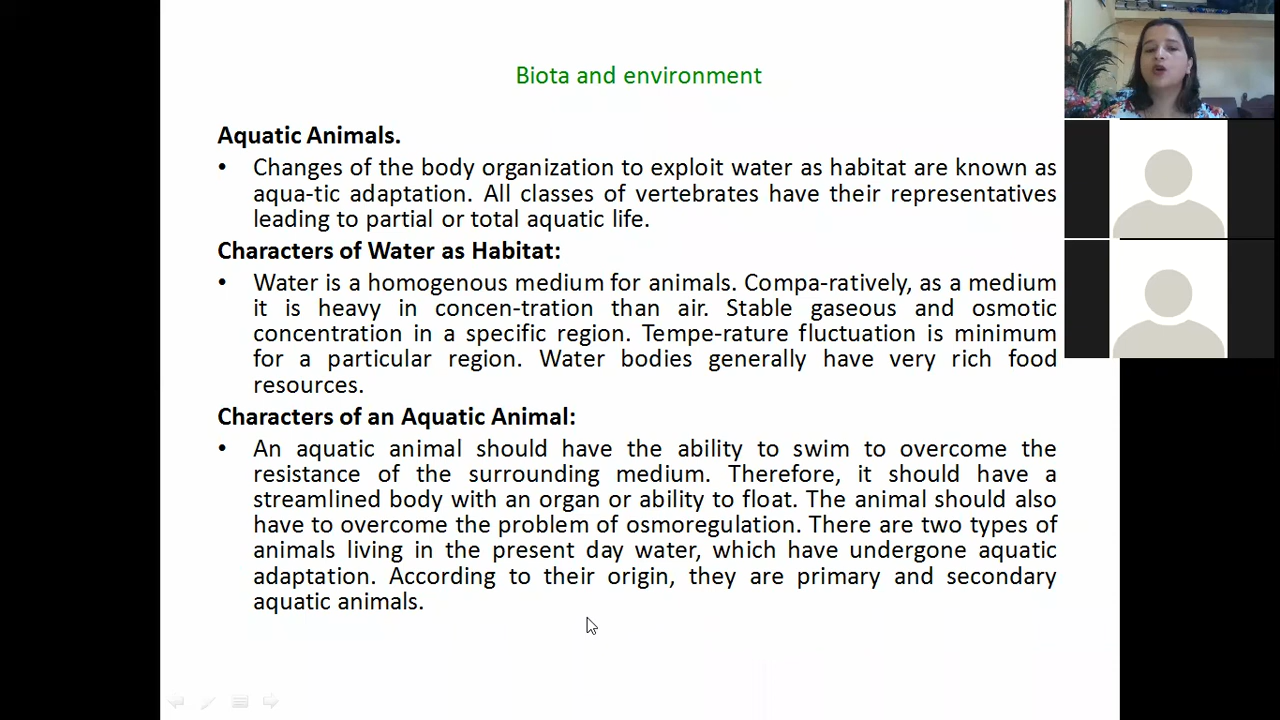 Biota and environment
Aquatic Animals.
• Changes of the body organization to exploit water as habitat are known as
aqua-tic adaptation. All classes of vertebrates have their representatives
leading to partial or total aquatic life.
Characters of Water as Habitat:
• Water is a homogenous medium for animals. Compa-ratively, as a medium
it is heavy in concen-tration than air. Stable gaseous and osmotic
concentration in a specific region. Tempe-rature fluctuation is minimum
for a particular region. Water bodies generally have very rich food
resources.
Characters of an Aquatic Animal:
• An aquatic animal should have the ability to swim to overcome the
resistance of the surrounding medium. Therefore, it should have a
streamlined body with an organ or ability to float. The animal should also
have to overcome the problem of osmoregulation. There are two types of
animals living in the present day water, which have undergone aquatic
adaptation. According to their origin, they are primary and secondary
aquatic animals.